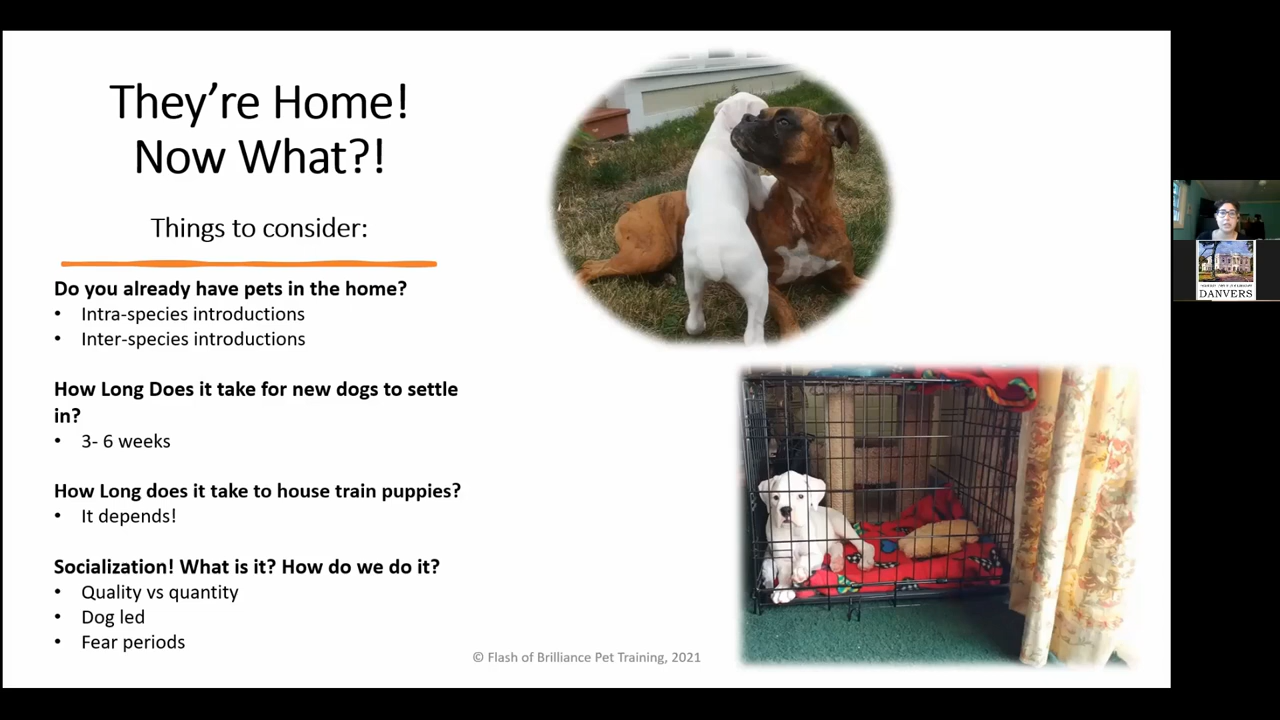 They're Home!
Now What?!
Things to consider:
Do you already have pets in the home?
• Intra-species introductions
• Inter-species introductions
How Long Does it take for new dogs to settle
in?
• 3- 6 weeks
How Long does it take to house train puppies?
• It depends!
Socialization! What is it? How do we do it?
• Quality vs quantity
• Dog led
• Fear periods
© Flash of Brilliance Pet Training, 2021
DANVERS